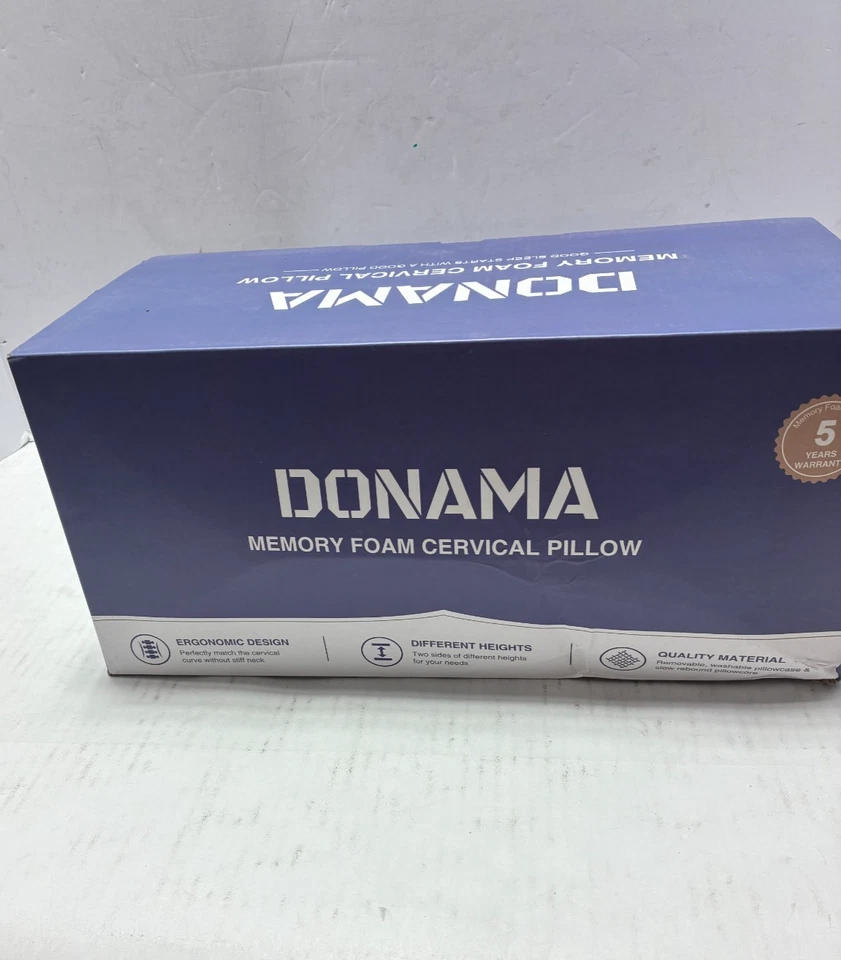 DONAMA
MEMORY FOAM CERVICAL PILLOW
GOOD SLEEP STARTS WITH A GOOD PILLOW
Memory Foa
5
YEARS
WARRANT
DONAMA
MEMORY FOAM CERVICAL PILLOW
ERGONOMIC DESIGN
Perfectly match the cervical
curve without stiff neck
DIFFERENT HEIGHTS
Two sides of different heights
for your needs
QUALITY MATERIAL
Removable, washable pillowcase &
slow rebound pillowcore